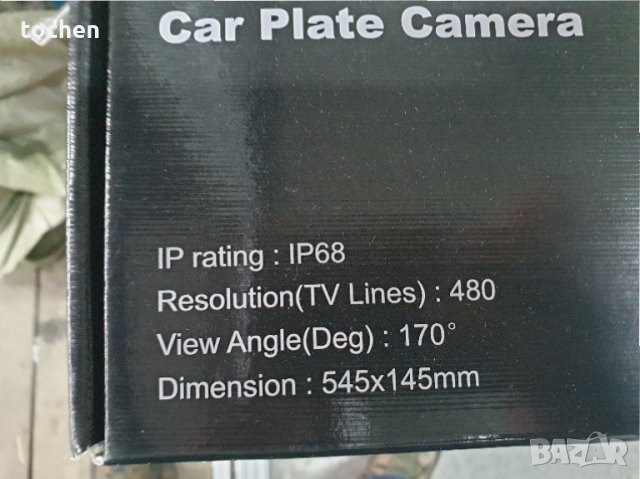 tochen
Car Plate Camera
IP rating : IP68
Resolution(TV Lines) : 480
View Angle(Deg) : 170°
Dimension : 545x145mm
BAZAR